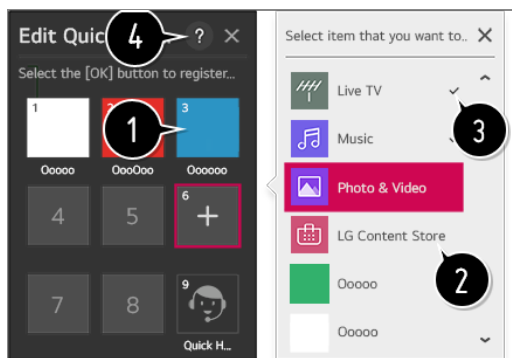 Edit Quic
4
?
Select the [OK] button to register...
1
2
3
1
Ooooo
OooOoo
Oooooo
4
5
6
7
8
9
Quick H...
Select item that you want to..
Live TV
3
Music
Photo & Video
LG Content Store
2
Ooooo
Ooooo